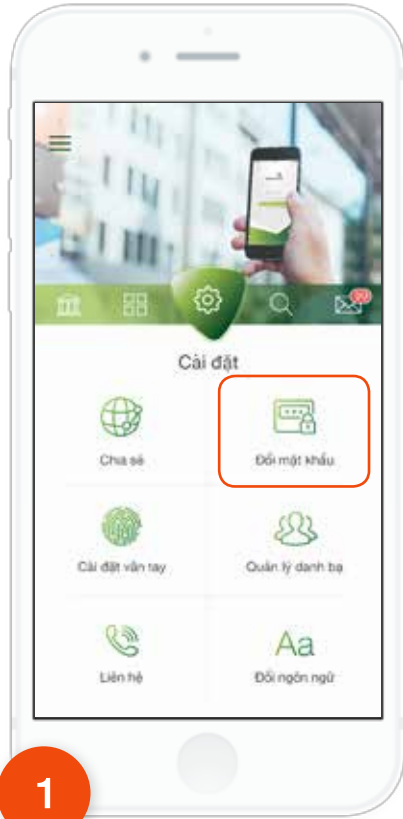 Cài đặt
Chia sẻ
Đổi mật khẩu
Cài đặt vân tay
Quản lý danh bạ
Liên hệ
Aa
Đổi ngôn ngữ
1